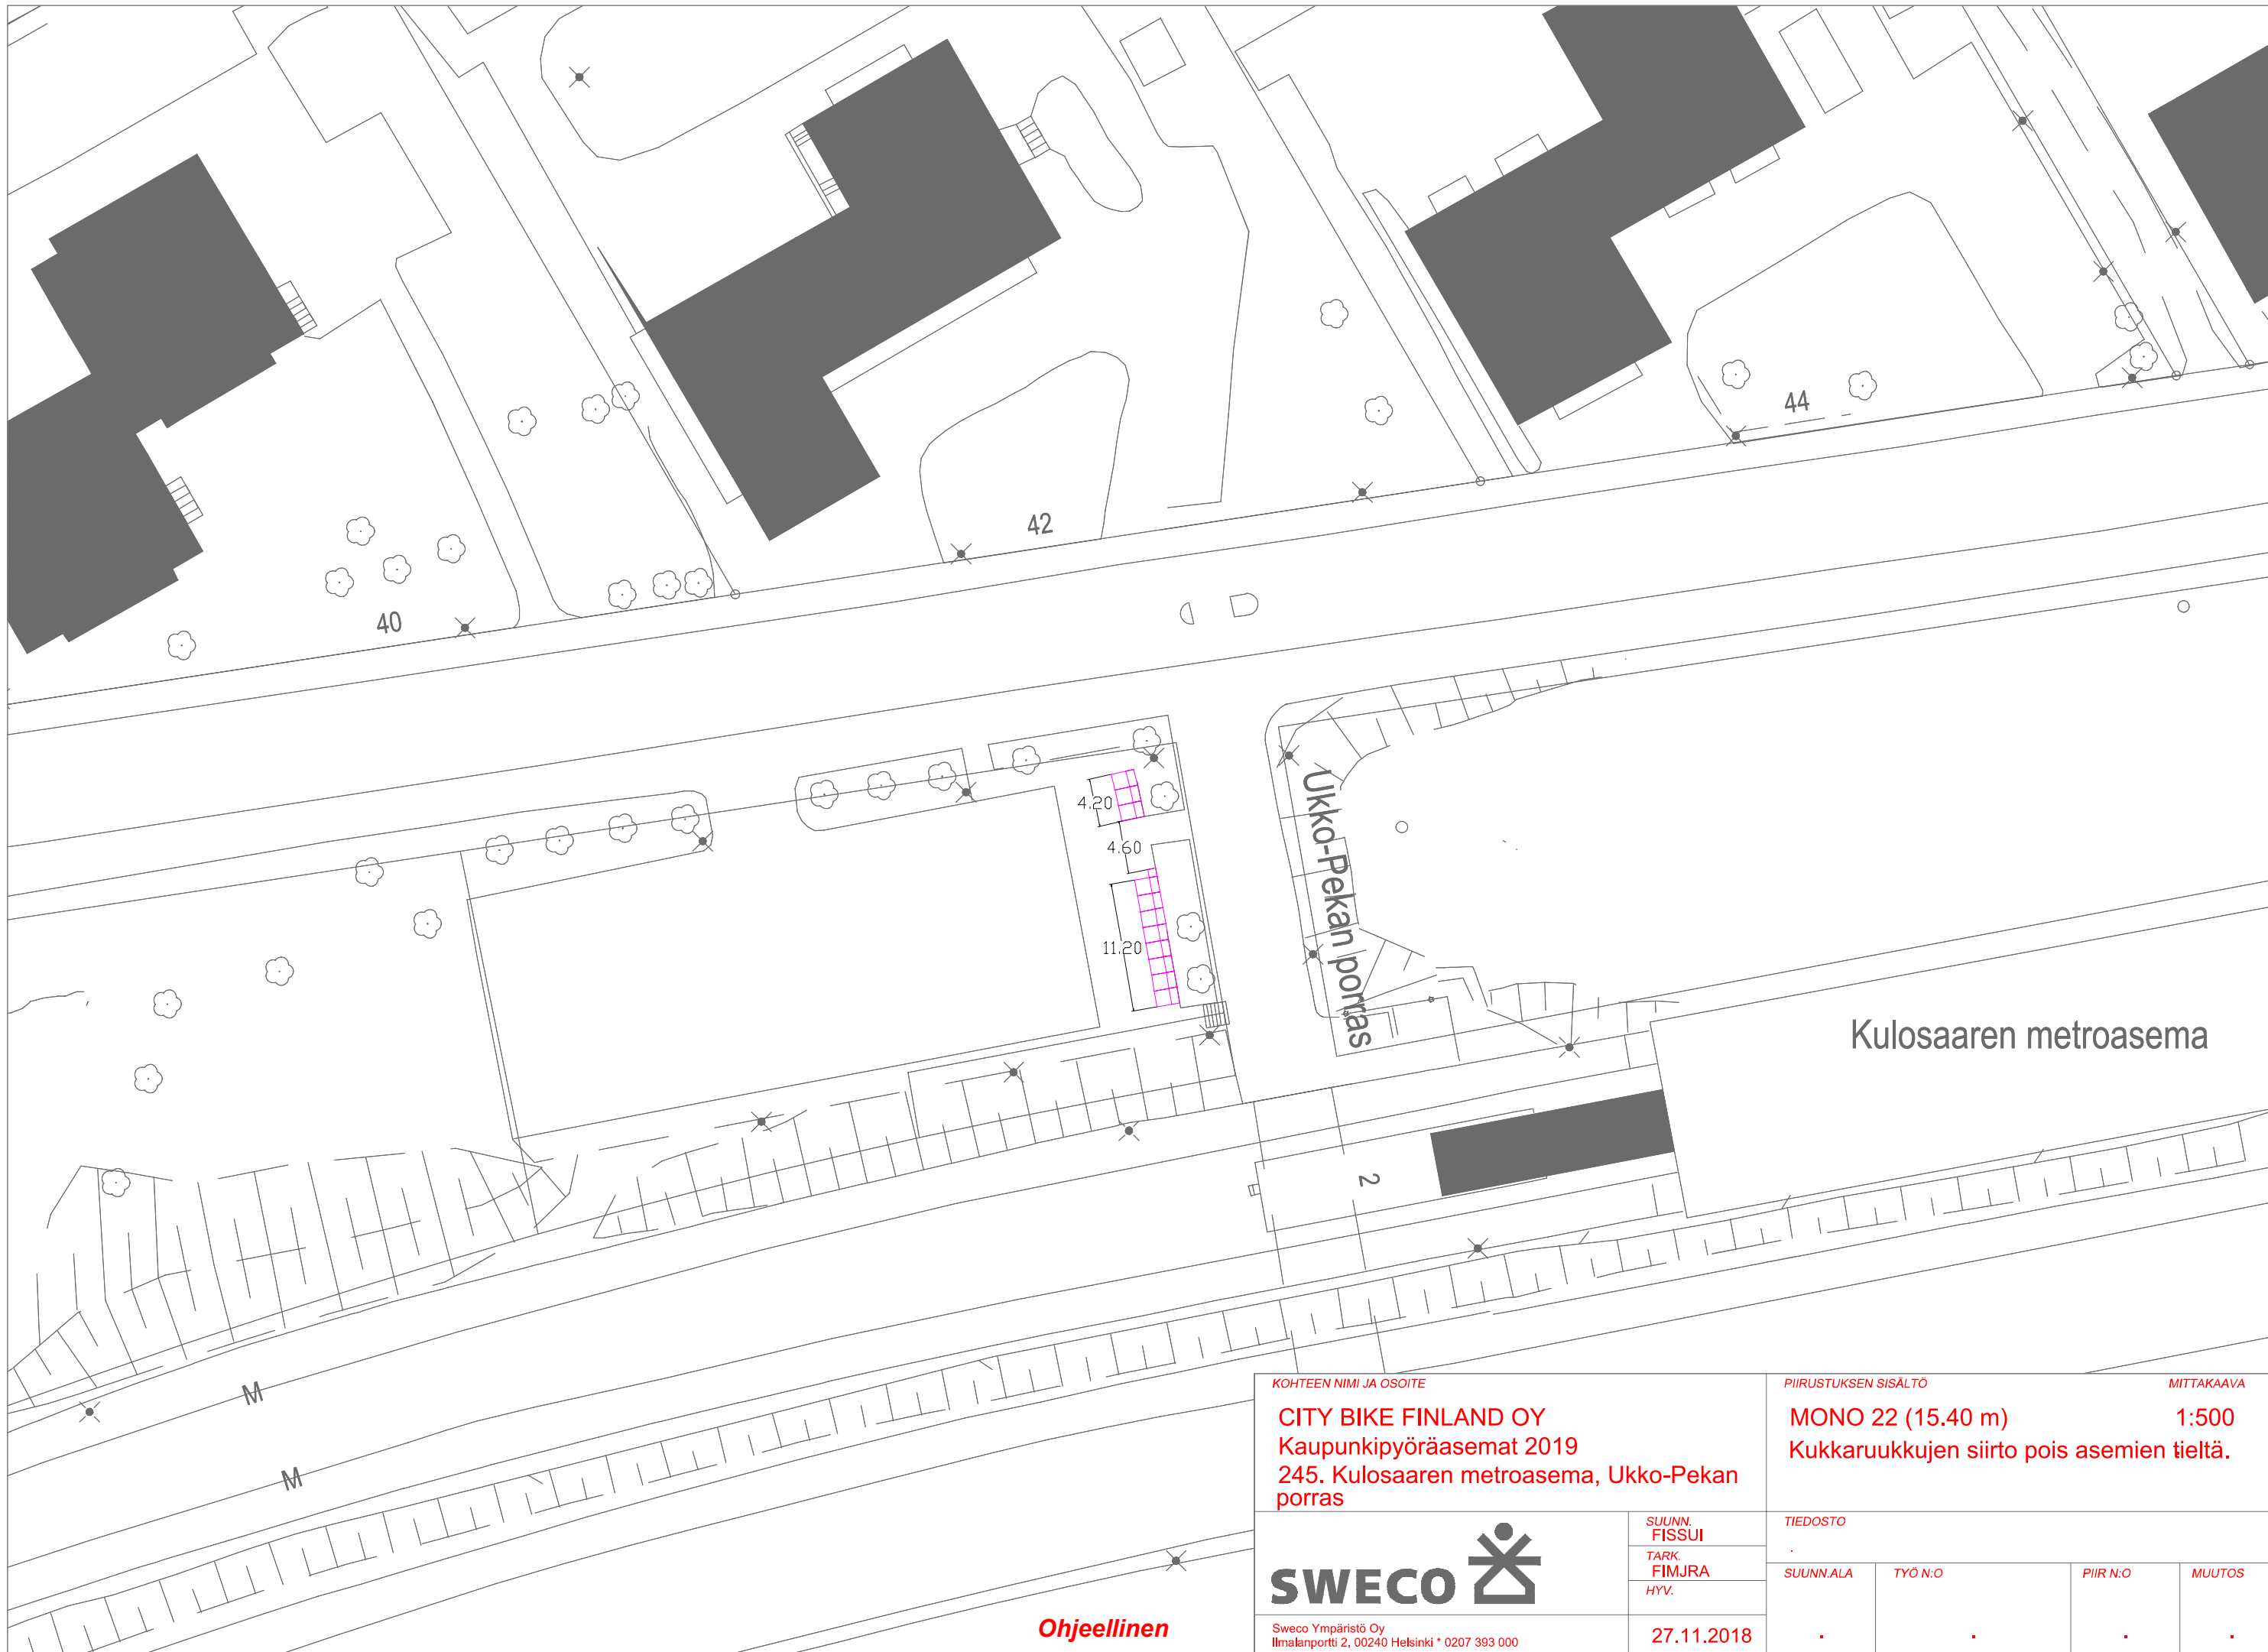 44
42
40
4.20
4.60
11.20
Ukko-Pekan porras
Kulosaaren metroasema
2
M
M
KOHTEEN NIMI JA OSOITE
CITY BIKE FINLAND OY
Kaupunkipyöräasemat 2019
245. Kulosaaren metroasema, Ukko-Pekan
porras
PIIRUSTUKSEN SISÄLTÖ
MITTAKAAVA
MONO 22 (15.40 m)
1:500
Kukkaruukkujen siirto pois asemien tieltä.
SWECO
SUUNN.
FISSUI
TARK.
FIMJRA
HYV.
TIEDOSTO
.
SUUNN.ALA
TYÖ N:O
PIIR N:O
MUUTOS
.
.
.
.
Ohjeellinen
Sweco Ympäristö Oy
Ilmalanportti 2, 00240 Helsinki * 0207 393 000
27.11.2018